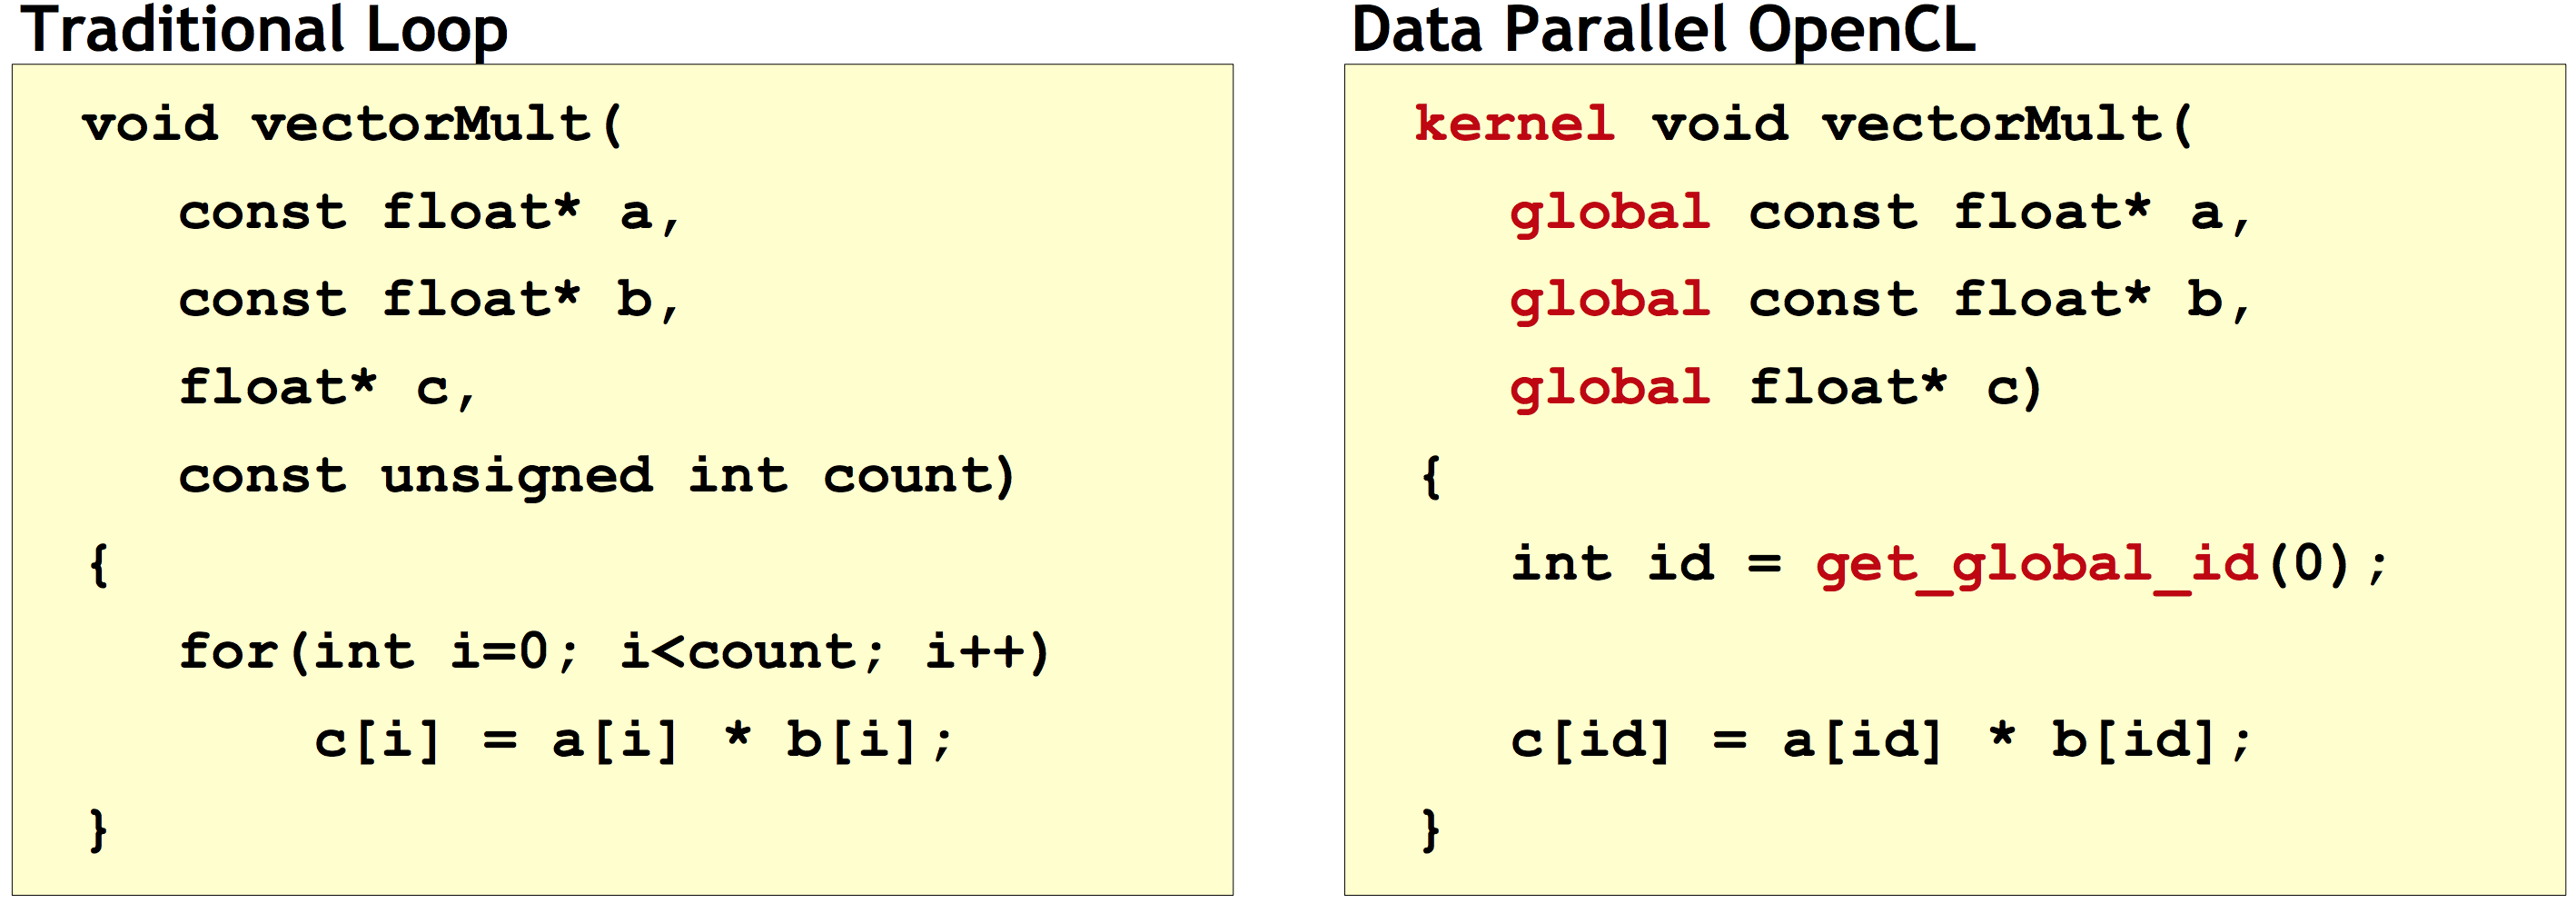 Traditional Loop
void vectorMult(
const float* a,
const float* b,
float* c,
const unsigned int count)
{
for(int i=0; i<count; i++)
c[i] = a[i] * b[i];
}
Data Parallel OpenCL
kernel void vectorMult(
global const float* a,
global const float* b,
global float* c)
{
int id = get_global_id(0);
c[id] = a[id] * b[id];
}